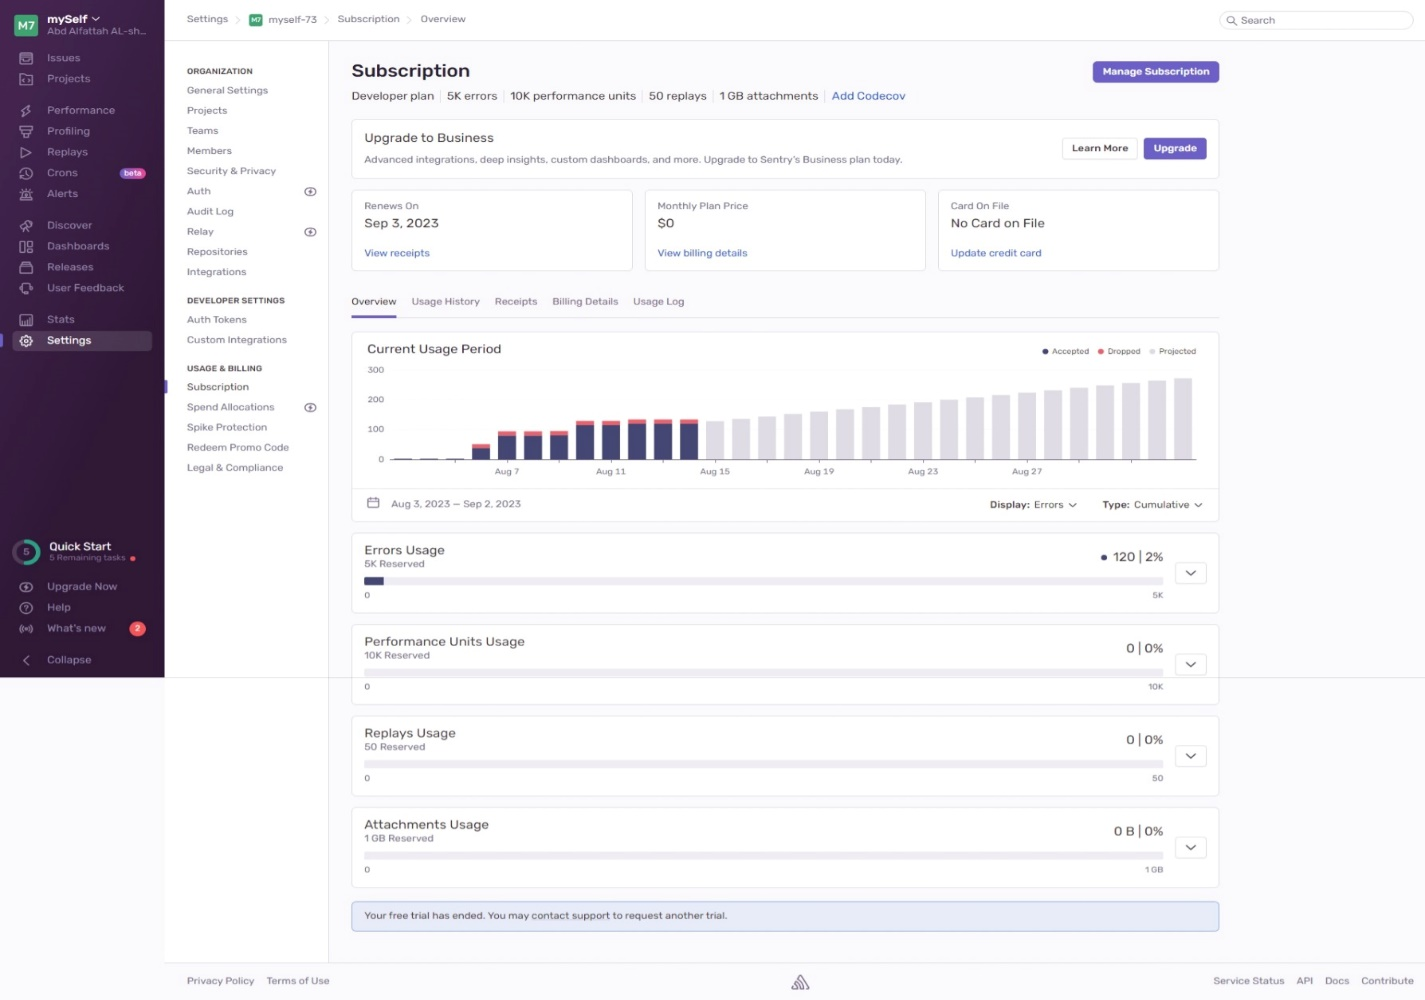 M7
mySelf
Abd Alfattah AL-sh...
Issues
Projects
Performance
Profiling
Replays
Crons beta
Alerts
Discover
Dashboards
Releases
User Feedback
Stats
Settings
5
Quick Start
5 Remaining tasks
Upgrade Now
Help
What's new 2
Collapse
Settings M7 myself-73 Subscription Overview
Search
ORGANIZATION
General Settings
Projects
Teams
Members
Security & Privacy
Auth
Audit Log
Relay
Repositories
Integrations
DEVELOPER SETTINGS
Auth Tokens
Custom Integrations
USAGE & BILLING
Subscription
Spend Allocations
Spike Protection
Redeem Promo Code
Legal & Compliance
Subscription
Manage Subscription
Developer plan 5K errors 10K performance units 50 replays 1 GB attachments Add Codecov
Upgrade to Business
Advanced integrations, deep insights, custom dashboards, and more. Upgrade to Sentry's Business plan today.
Learn More Upgrade
Renews On
Sep 3, 2023
View receipts
Monthly Plan Price
$0
View billing details
Card On File
No Card on File
Update credit card
Overview Usage History Receipts Billing Details Usage Log
Current Usage Period
Accepted Dropped Projected
300
200
100
0
Aug 7 Aug 11 Aug 15 Aug 19 Aug 23 Aug 27
Aug 3, 2023 — Sep 2, 2023
Display: Errors Type: Cumulative
Errors Usage
5K Reserved
120 | 2%
0 5K
Performance Units Usage
10K Reserved
0 | 0%
0 10K
Replays Usage
50 Reserved
0 | 0%
0 50
Attachments Usage
1 GB Reserved
0 B | 0%
0 1 GB
Your free trial has ended. You may contact support to request another trial.
Privacy Policy Terms of Use
Service Status API Docs Contribute